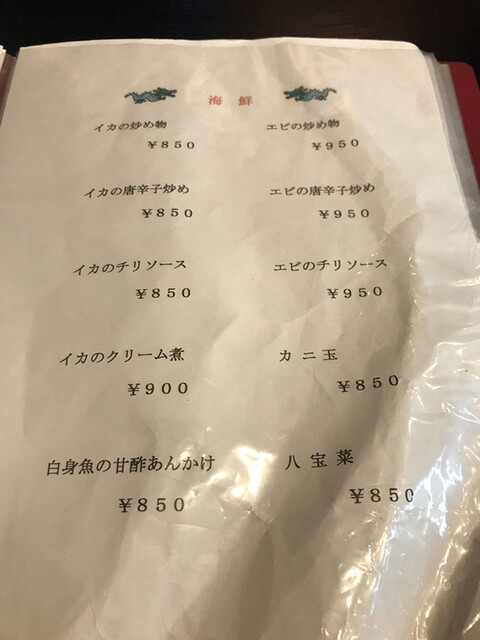 海鮮
イカの炒め物 エビの炒め物
￥850 ￥950
イカの唐辛子炒め エビの唐辛子炒め
￥850 ￥950
イカのチリソース エビのチリソース
￥850 ￥950
イカのクリーム煮 カニ玉
￥900 ￥850
白身魚の甘酢あんかけ 八宝菜
￥850 ￥850